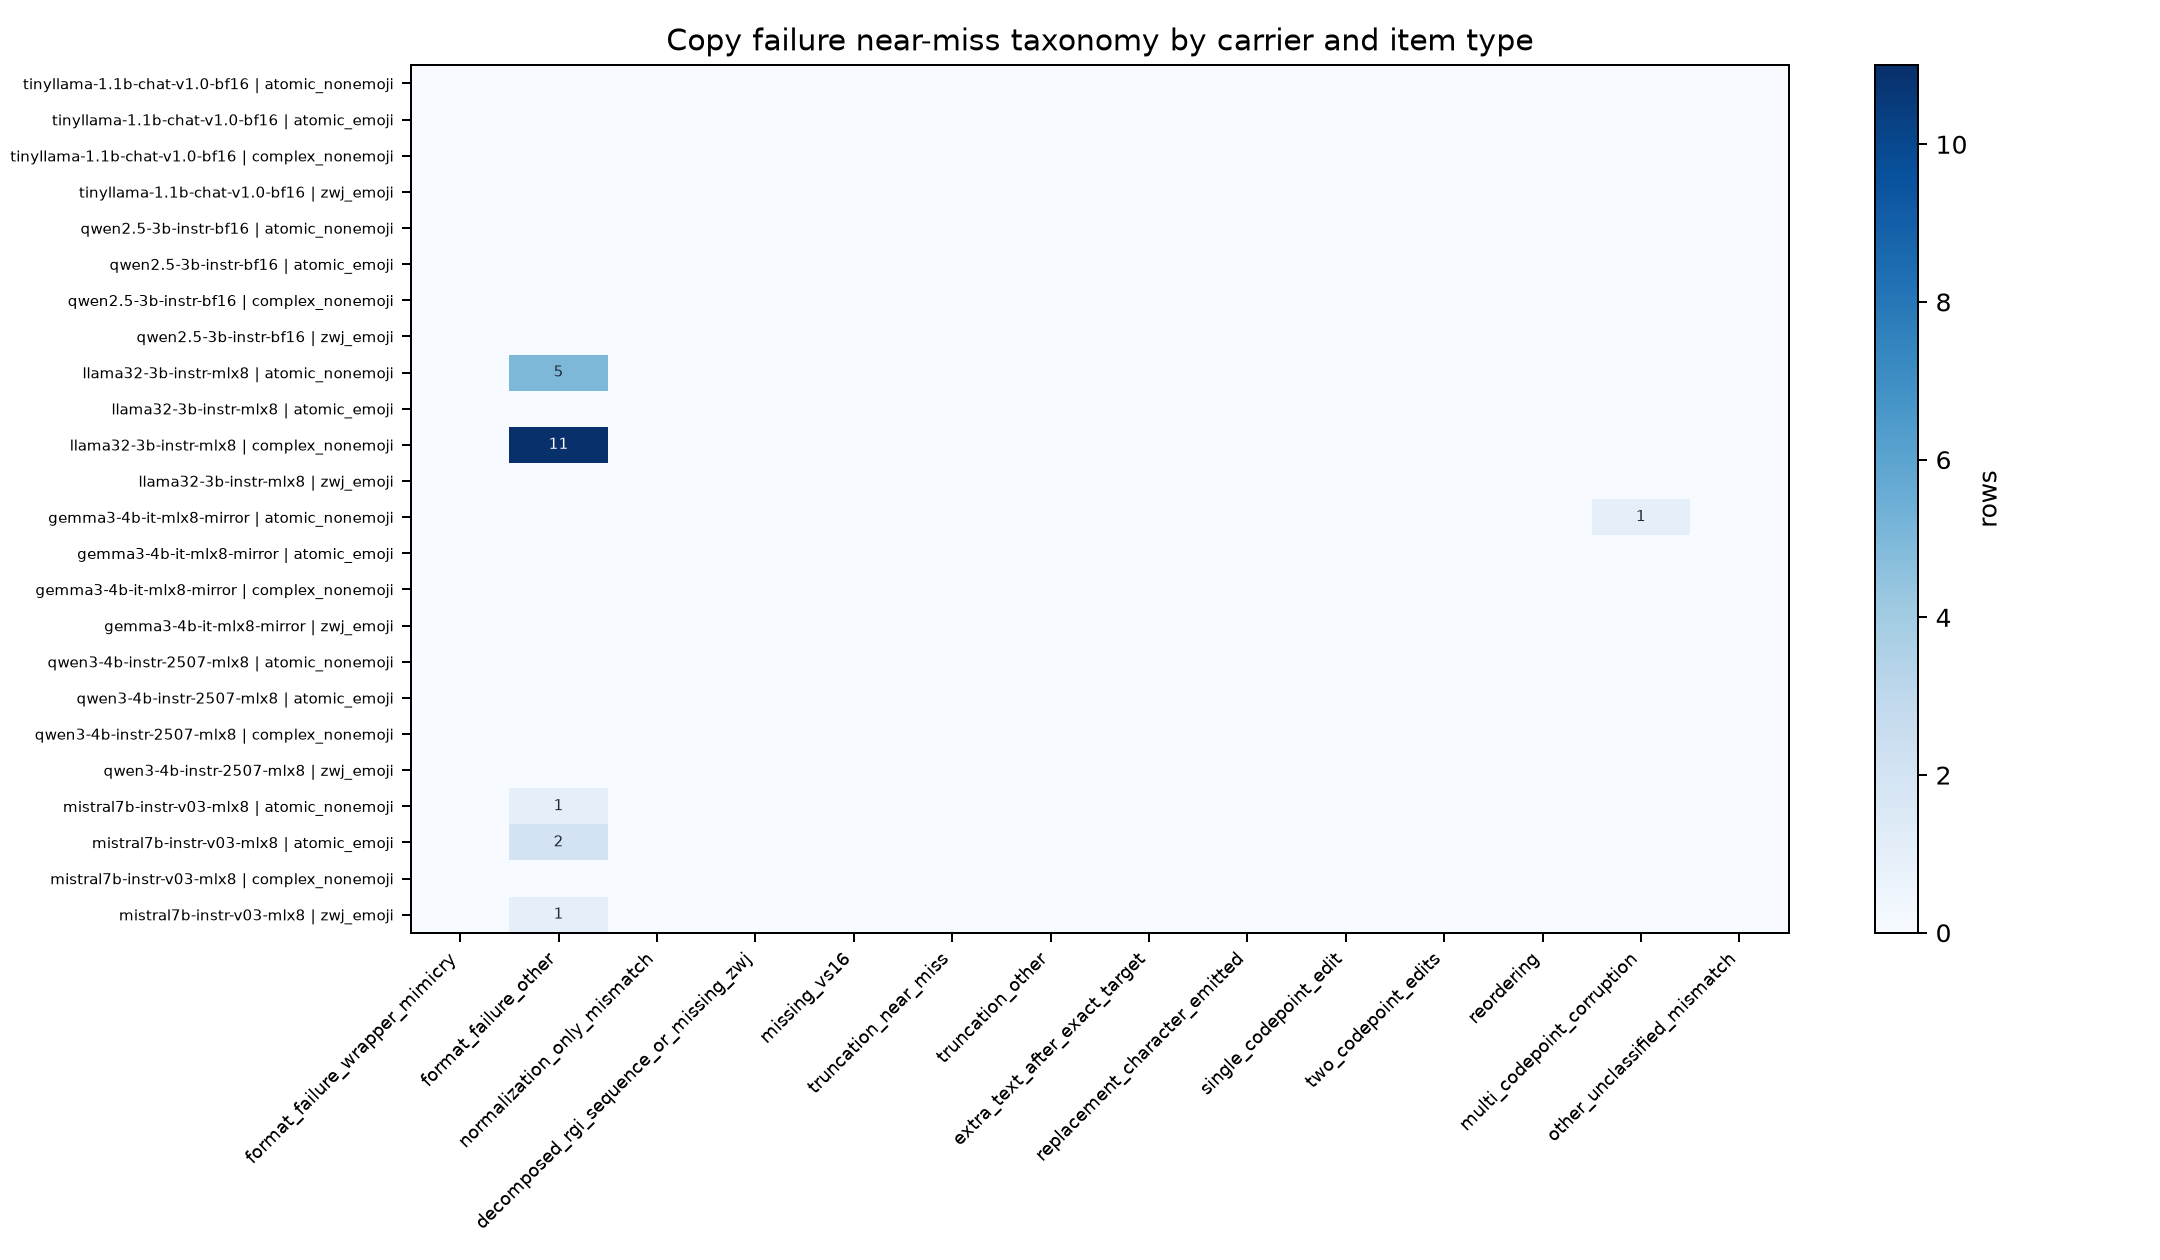 Copy failure near-miss taxonomy by carrier and item type
tinyllama-1.1b-chat-v1.0-bf16 | atomic_nonemoji
tinyllama-1.1b-chat-v1.0-bf16 | atomic_emoji
tinyllama-1.1b-chat-v1.0-bf16 | complex_nonemoji
tinyllama-1.1b-chat-v1.0-bf16 | zwj_emoji
qwen2.5-3b-instr-bf16 | atomic_nonemoji
qwen2.5-3b-instr-bf16 | atomic_emoji
qwen2.5-3b-instr-bf16 | complex_nonemoji
qwen2.5-3b-instr-bf16 | zwj_emoji
llama32-3b-instr-mlx8 | atomic_nonemoji
5
llama32-3b-instr-mlx8 | atomic_emoji
llama32-3b-instr-mlx8 | complex_nonemoji
11
llama32-3b-instr-mlx8 | zwj_emoji
gemma3-4b-it-mlx8-mirror | atomic_nonemoji
1
gemma3-4b-it-mlx8-mirror | atomic_emoji
gemma3-4b-it-mlx8-mirror | complex_nonemoji
gemma3-4b-it-mlx8-mirror | zwj_emoji
qwen3-4b-instr-2507-mlx8 | atomic_nonemoji
qwen3-4b-instr-2507-mlx8 | atomic_emoji
qwen3-4b-instr-2507-mlx8 | complex_nonemoji
qwen3-4b-instr-2507-mlx8 | zwj_emoji
mistral7b-instr-v03-mlx8 | atomic_nonemoji
1
mistral7b-instr-v03-mlx8 | atomic_emoji
2
mistral7b-instr-v03-mlx8 | complex_nonemoji
mistral7b-instr-v03-mlx8 | zwj_emoji
1
format_failure_wrapper_mimicry
format_failure_other
normalization_only_mismatch
decomposed_rgi_sequence_or_missing_zwj
missing_vs16
truncation_near_miss
truncation_other
extra_text_after_exact_target
replacement_character_emitted
single_codepoint_edit
two_codepoint_edits
reordering
multi_codepoint_corruption
other_unclassified_mismatch
10
8
6
4
2
0
rows